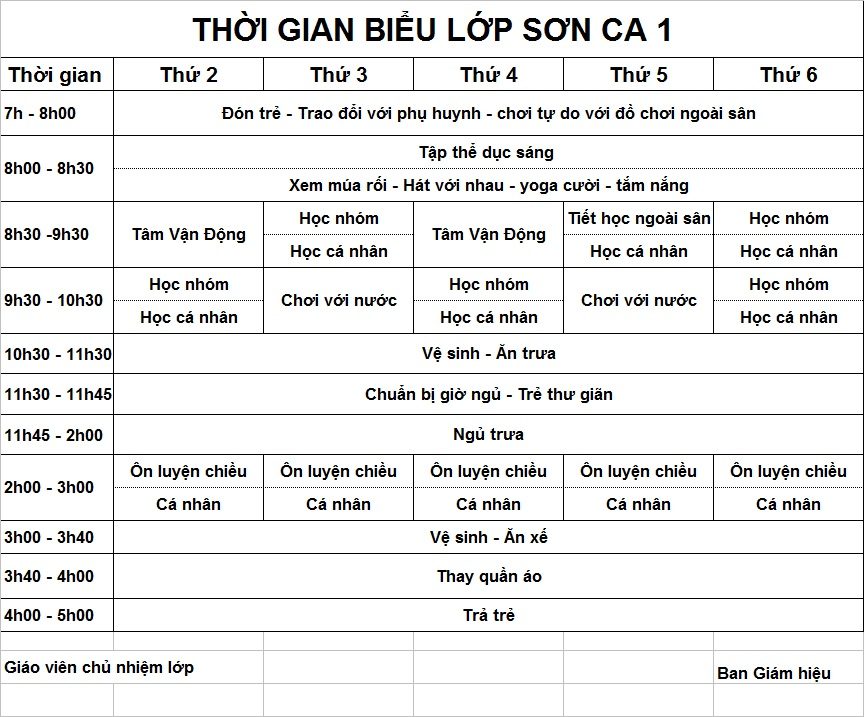 THỜI GIAN BIỂU LỚP SƠN CA 1
Thời gian Thứ 2 Thứ 3 Thứ 4 Thứ 5 Thứ 6
7h - 8h00 Đón trẻ - Trao đổi với phụ huynh - chơi tự do với đồ chơi ngoài sân
8h00 - 8h30
Tập thể dục sáng
Xem múa rối - Hát với nhau - yoga cười - tắm nắng
8h30 -9h30
Tâm Vận Động
Học nhóm
Học cá nhân
Tâm Vận Động
Tiết học ngoài sân
Học cá nhân
Học nhóm
Học cá nhân
9h30 - 10h30
Học nhóm
Học cá nhân
Chơi với nước
Học nhóm
Học cá nhân
Chơi với nước
Học nhóm
Học cá nhân
10h30 - 11h30 Vệ sinh - Ăn trưa
11h30 - 11h45 Chuẩn bị giờ ngủ - Trẻ thư giãn
11h45 - 2h00 Ngủ trưa
2h00 - 3h00
Ôn luyện chiều Ôn luyện chiều Ôn luyện chiều Ôn luyện chiều Ôn luyện chiều
Cá nhân Cá nhân Cá nhân Cá nhân Cá nhân
3h00 - 3h40 Vệ sinh - Ăn xế
3h40 - 4h00 Thay quần áo
4h00 - 5h00 Trả trẻ
Giáo viên chủ nhiệm lớp
Ban Giám hiệu